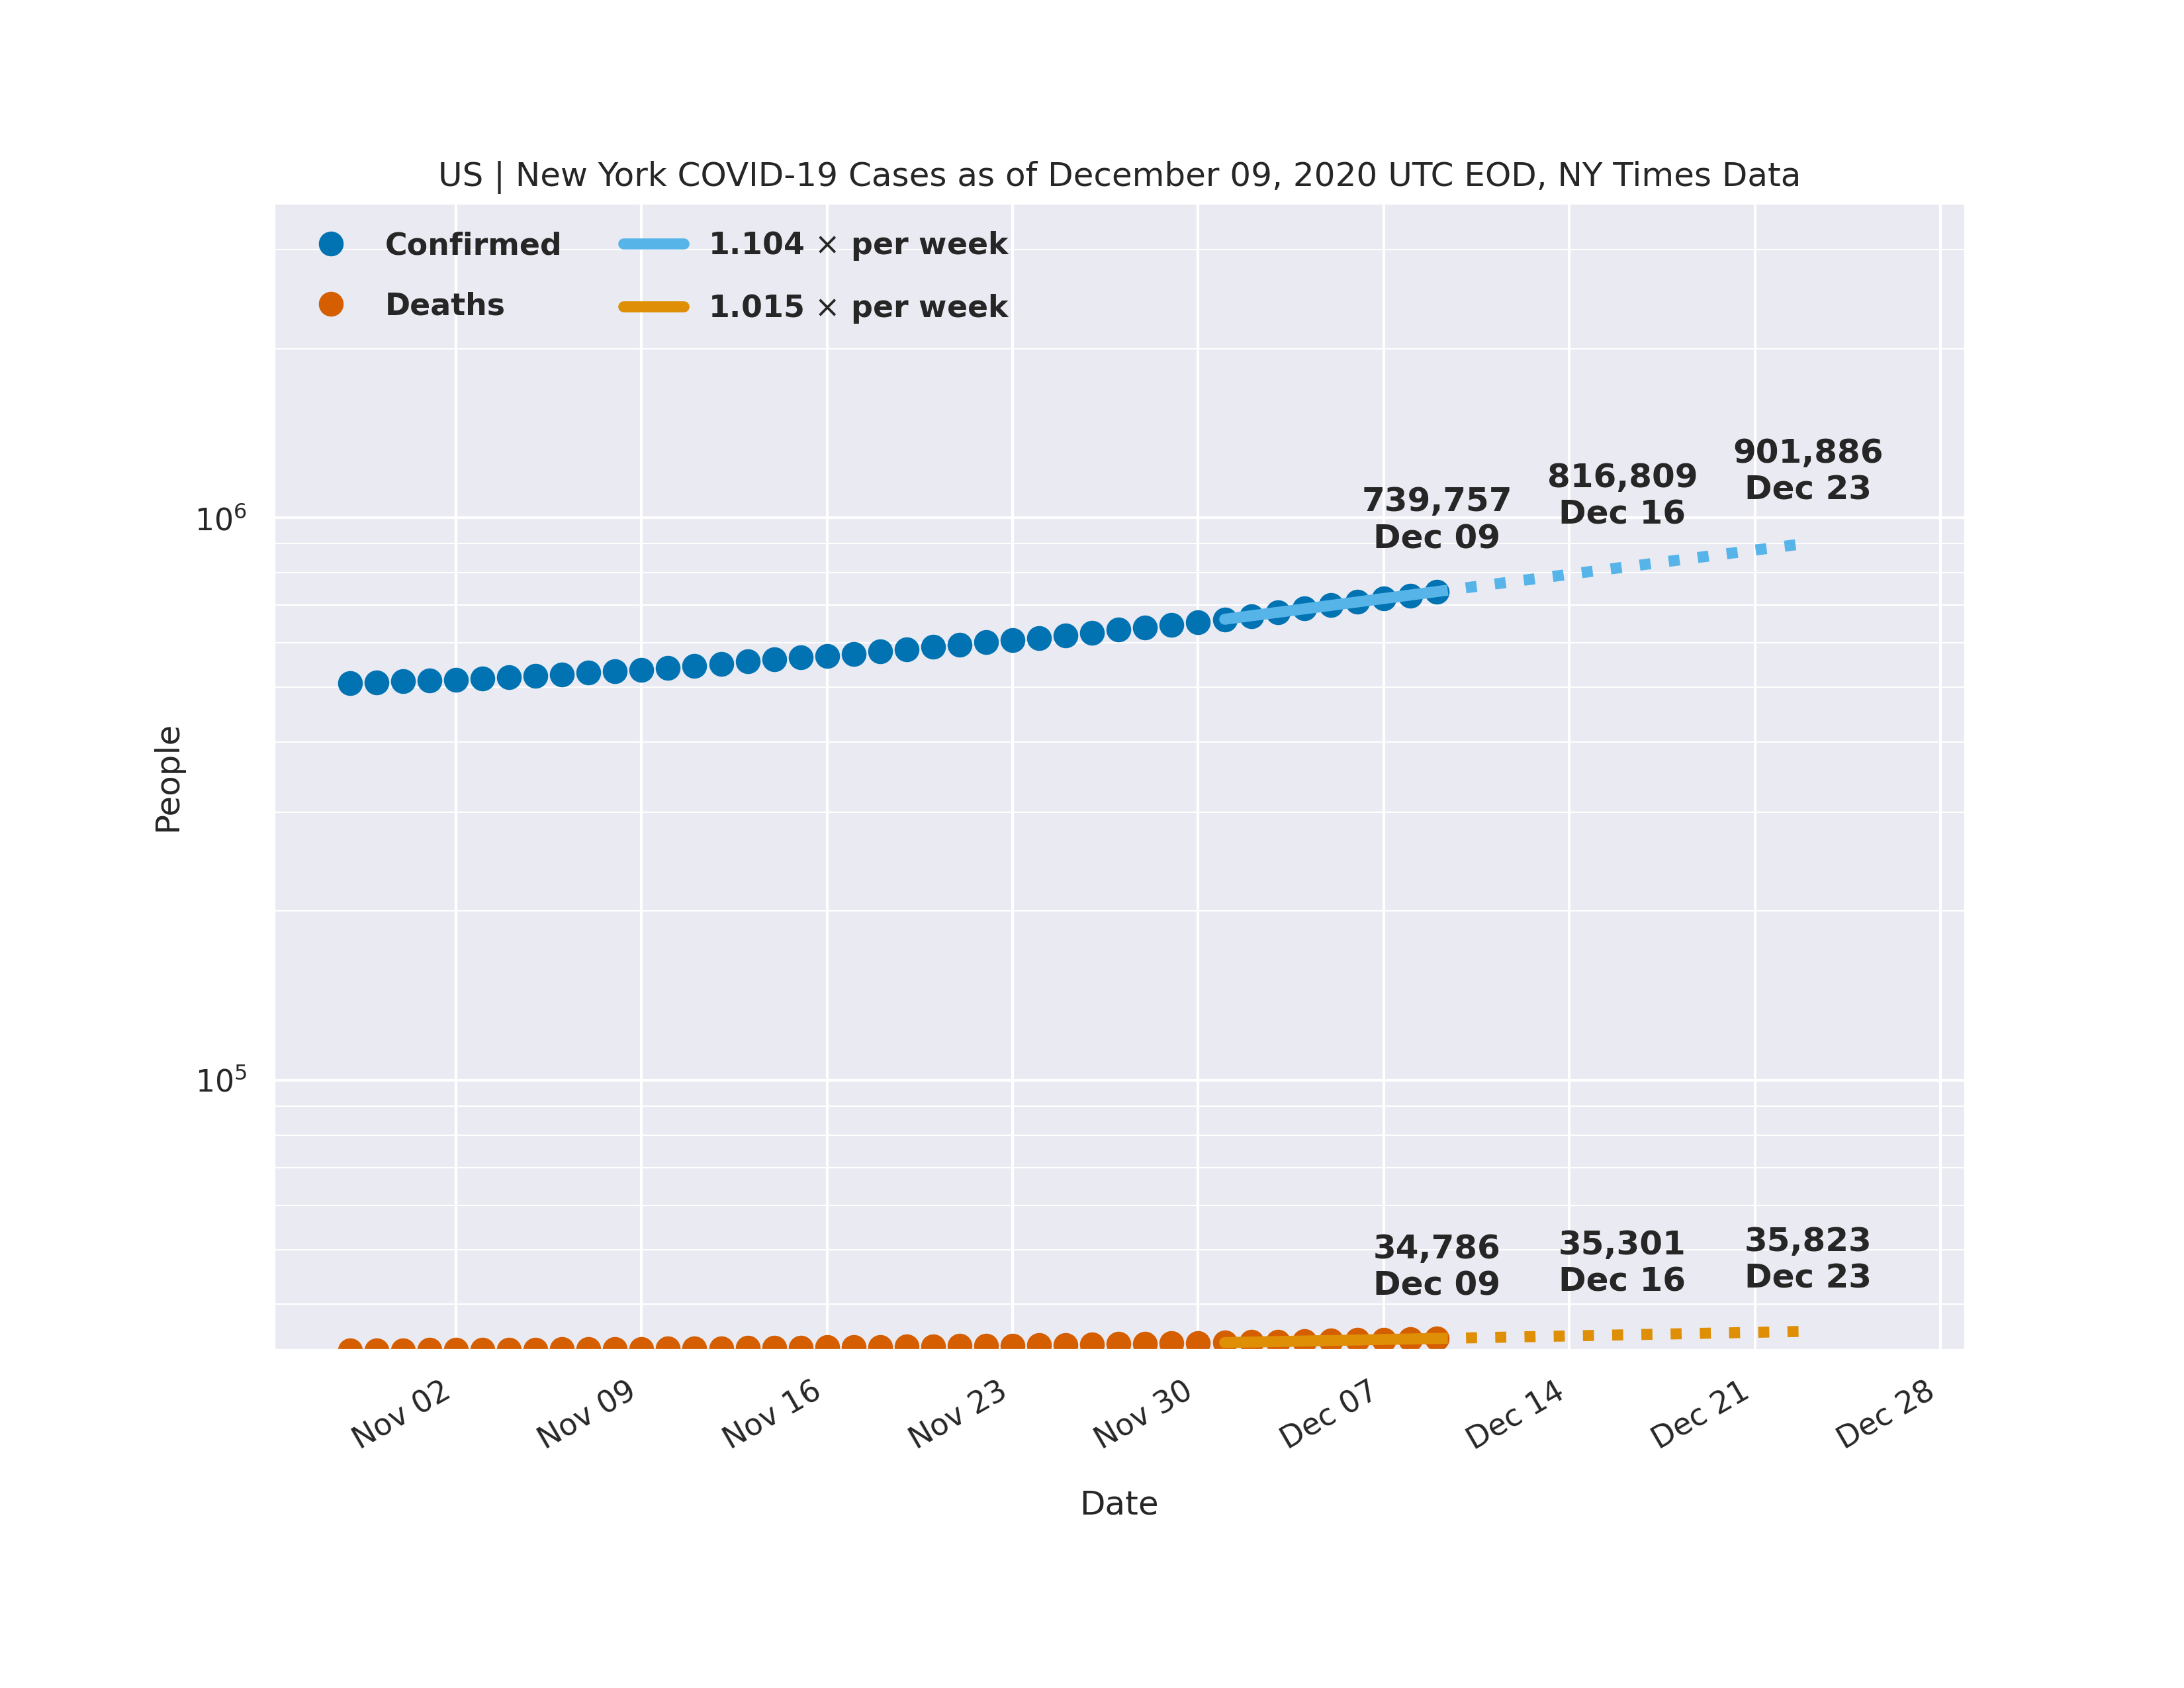 US | New York COVID-19 Cases as of December 09, 2020 UTC EOD, NY Times Data
Confirmed
Deaths
1.104 × per week
1.015 × per week
901,886
Dec 23
816,809
Dec 16
739,757
Dec 09
10⁶
People
10⁵
34,786
Dec 09
35,301
Dec 16
35,823
Dec 23
Nov 02
Nov 09
Nov 16
Nov 23
Nov 30
Dec 07
Dec 14
Dec 21
Dec 28
Date